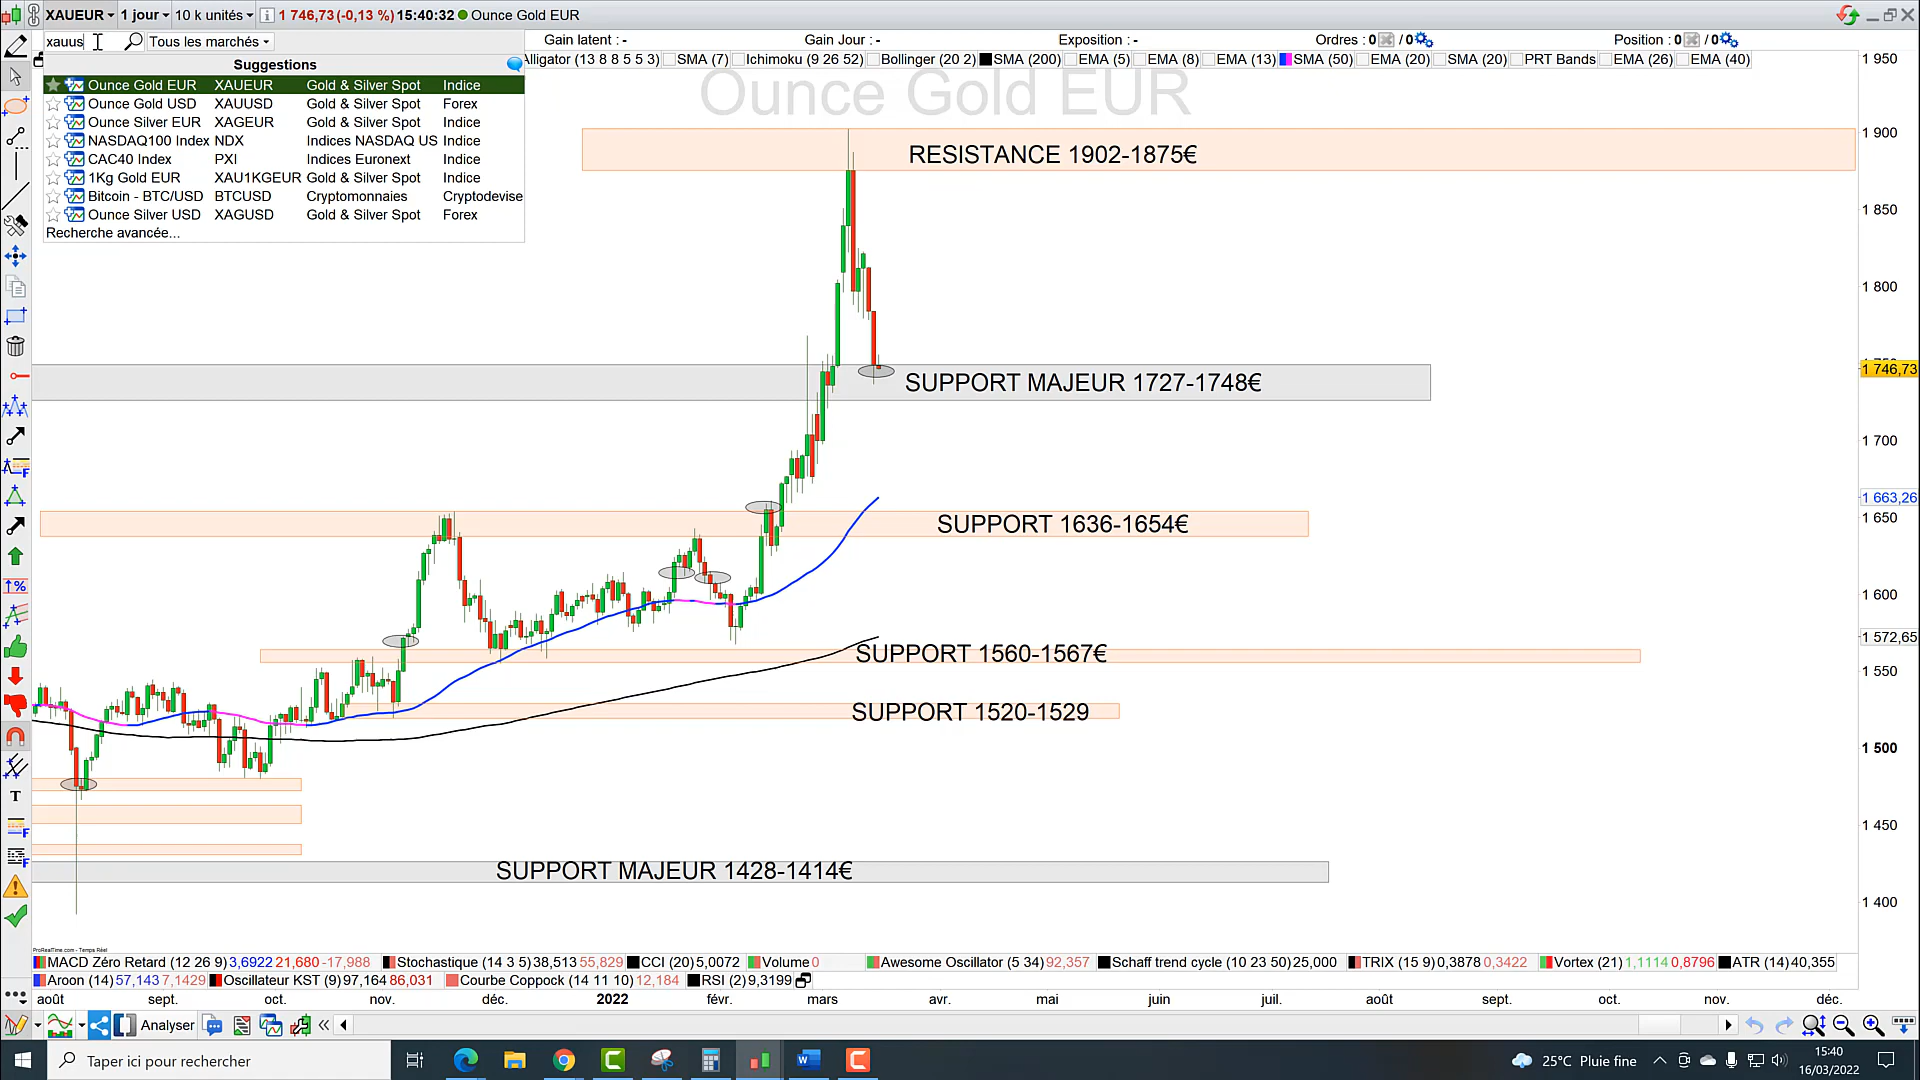 XAUEUR 1 jour 10 k unités 1 746,73 (-0,13 %) 15:40:32 Ounce Gold EUR
xauus Tous les marchés Gain latent : - Gain Jour : - Exposition : - Ordres : 0 / 0 Position : 0 / 0
Alligator (13 8 8 5 5 3) SMA (7) Ichimoku (9 26 52) Bollinger (20 2) SMA (200) EMA (5) EMA (8) EMA (13) SMA (50) EMA (20) SMA (20) PRT Bands EMA (26) EMA (40)
Suggestions
Ounce Gold EUR XAUEUR Gold & Silver Spot Indice
Ounce Gold USD XAUUSD Gold & Silver Spot Forex
Ounce Silver EUR XAGEUR Gold & Silver Spot Indice
NASDAQ100 Index NDX Indices NASDAQ US Indice
CAC40 Index PXI Indices Euronext Indice
1Kg Gold EUR XAU1KGEUR Gold & Silver Spot Indice
Bitcoin - BTC/USD BTCUSD Cryptomonnaies Cryptodevise
Ounce Silver USD XAGUSD Gold & Silver Spot Forex
Recherche avancée...
Ounce Gold EUR
1 950
1 900
RESISTANCE 1902-1875€
1 850
1 800
1 746,73
SUPPORT MAJEUR 1727-1748€
1 700
1 663,26
1 650
SUPPORT 1636-1654€
1 600
1 572,65
SUPPORT 1560-1567€
1 550
SUPPORT 1520-1529
1 500
1 450
SUPPORT MAJEUR 1428-1414€
1 400
ProRealTime.com - Temps Réel
MACD Zéro Retard (12 26 9) 3,6922 21,680 -17,988 Stochastique (14 3 5) 38,513 55,829 CCI (20) 5,0072 Volume 0 Awesome Oscillator (5 34) 92,357 Schaff trend cycle (10 23 50) 25,000 TRIX (15 9) 0,3878 0,3422 Vortex (21) 1,1114 0,8796 ATR (14) 40,355
Aroon (14) 57,143 7,1429 Oscillateur KST (9) 97,164 86,031 Courbe Coppock (14 11 10) 12,184 RSI (2) 9,3199
août sept. oct. nov. déc. 2022 févr. mars avr. mai juin juil. août sept. oct. nov. déc.
Analyser
Taper ici pour rechercher 25°C Pluie fine 15:40
16/03/2022